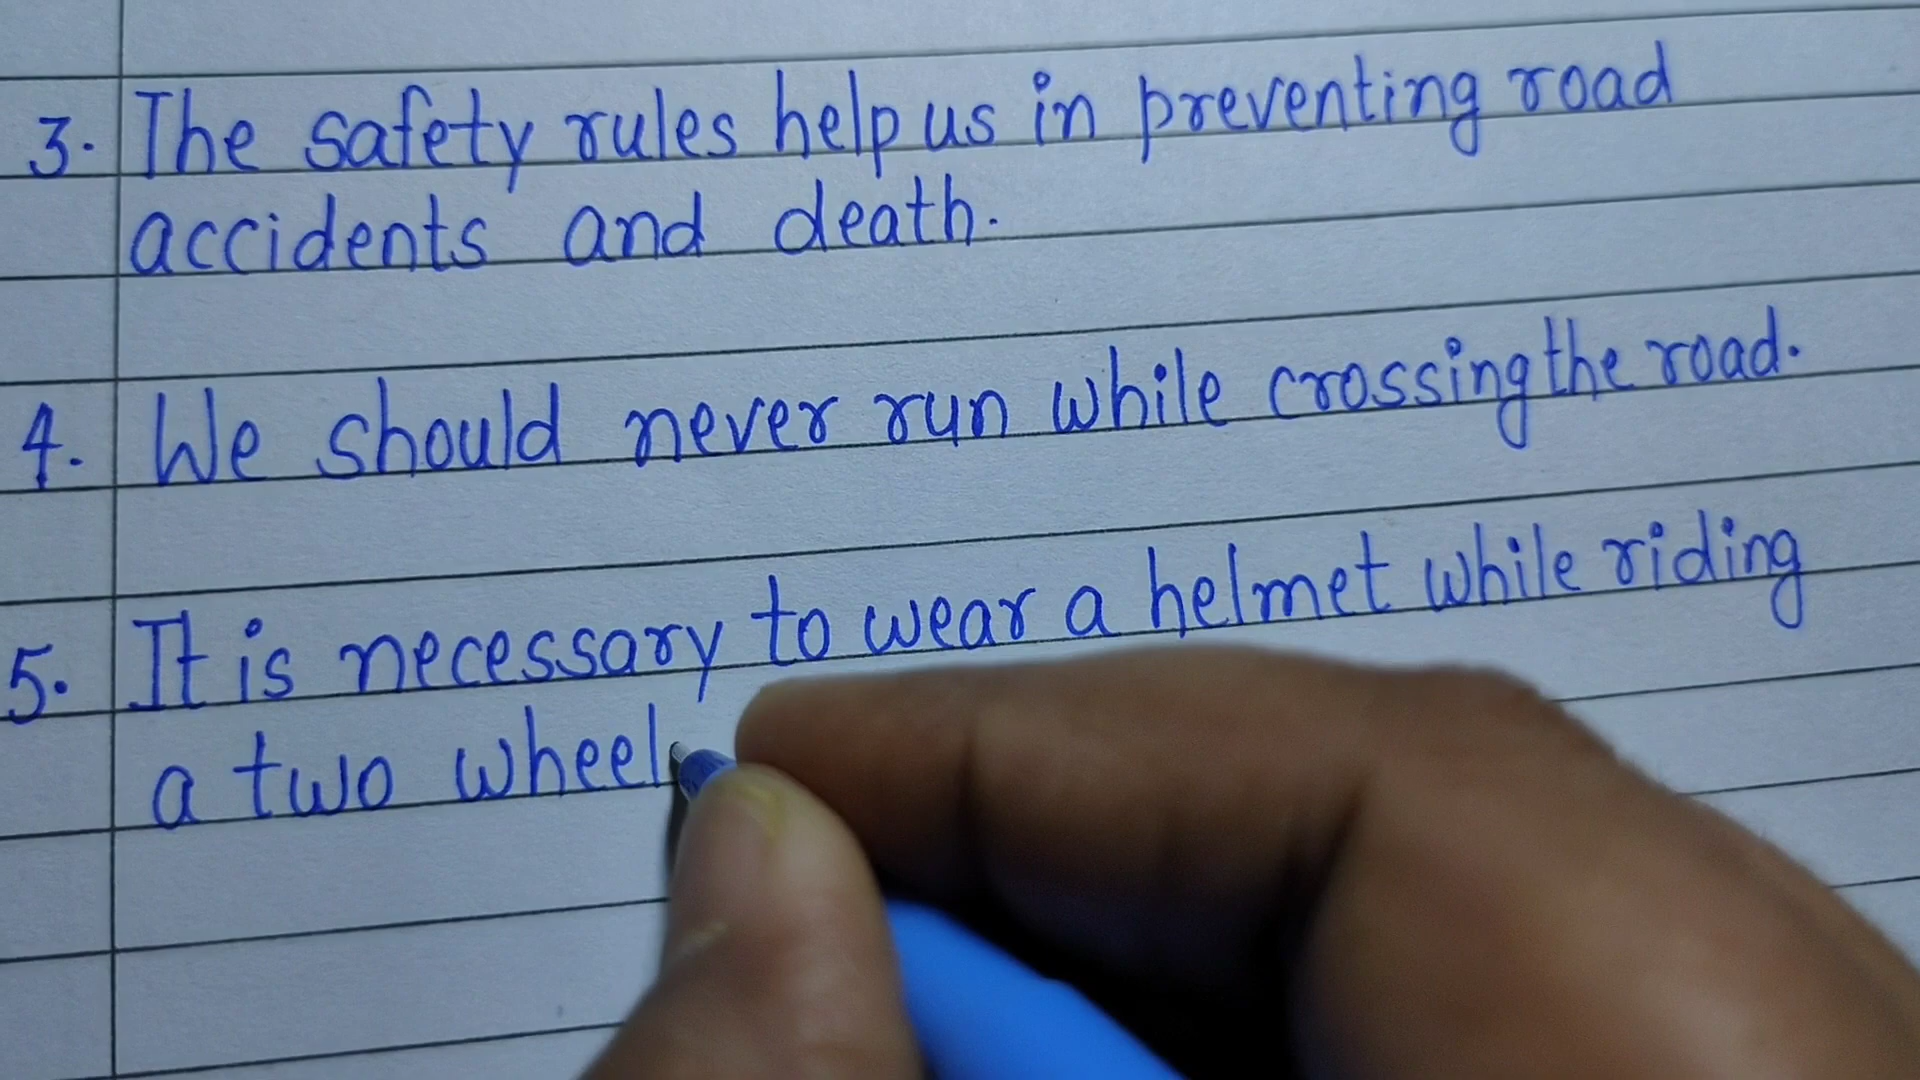 3. The safety rules help us in preventing road
accidents and death.
4. We should never run while crossing the road.
5. It is necessary to wear a helmet while riding
a two wheel